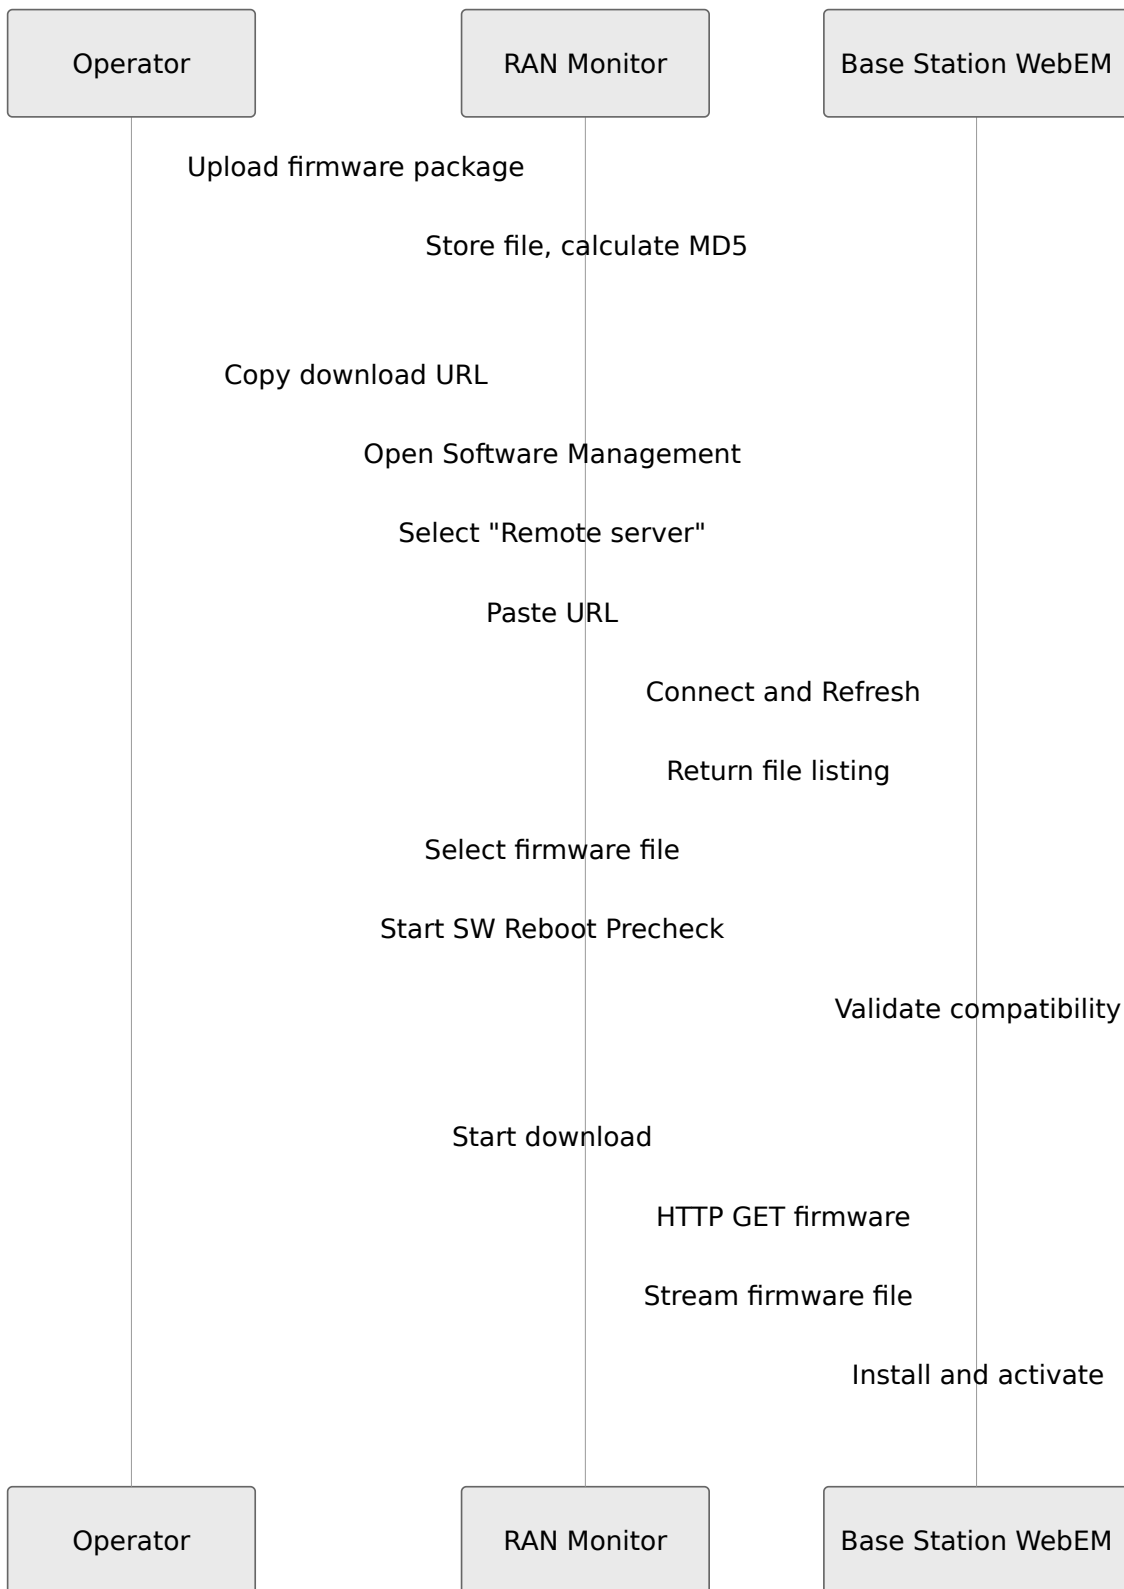 Operator
RAN Monitor
Base Station WebEM
Upload firmware package
Store file, calculate MD5
Copy download URL
Open Software Management
Select "Remote server"
Paste URL
Connect and Refresh
Return file listing
Select firmware file
Start SW Reboot Precheck
Validate compatibility
Start download
HTTP GET firmware
Stream firmware file
Install and activate
Operator
RAN Monitor
Base Station WebEM